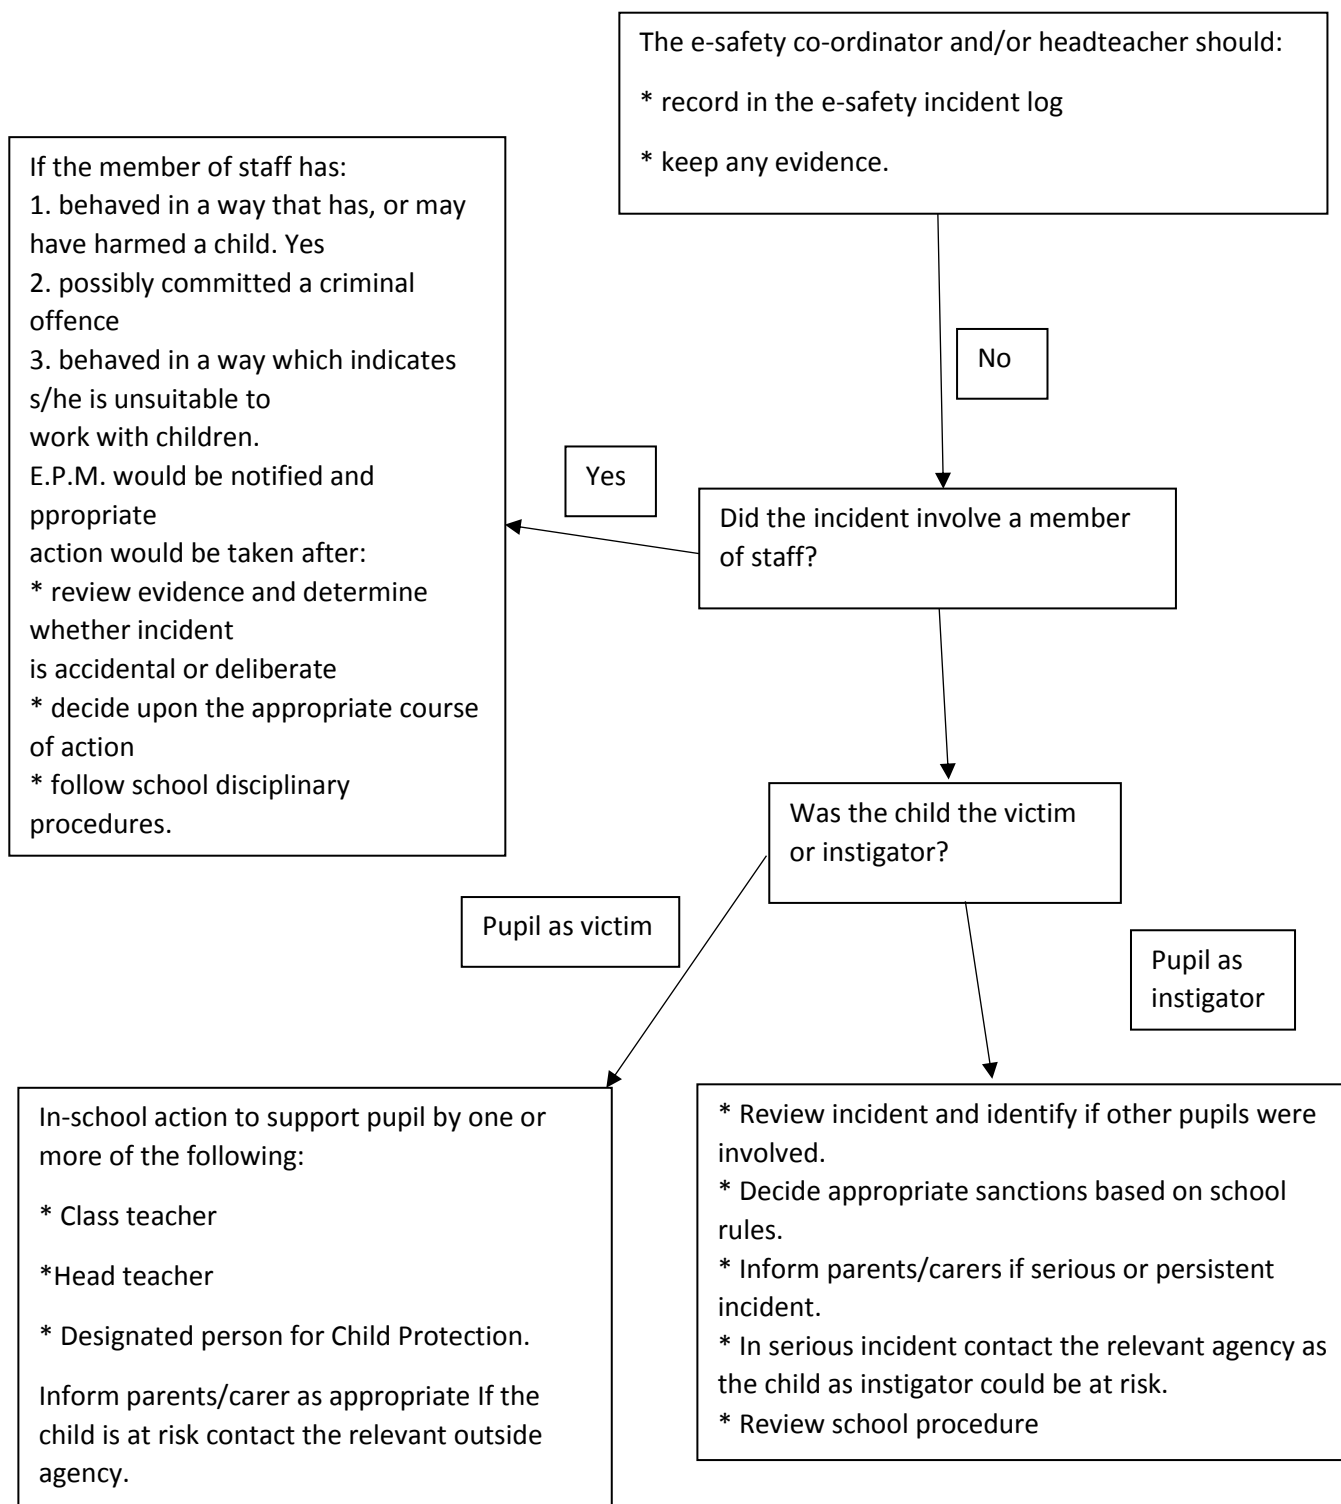 The e-safety co-ordinator and/or headteacher should:
* record in the e-safety incident log
* keep any evidence.
If the member of staff has:
1. behaved in a way that has, or may
have harmed a child. Yes
2. possibly committed a criminal
offence
3. behaved in a way which indicates
s/he is unsuitable to
work with children.
E.P.M. would be notified and
ppropriate
action would be taken after:
* review evidence and determine
whether incident
is accidental or deliberate
* decide upon the appropriate course
of action
* follow school disciplinary
procedures.
No
Yes
Did the incident involve a member
of staff?
Was the child the victim
or instigator?
Pupil as victim
Pupil as
instigator
In-school action to support pupil by one or
more of the following:
* Class teacher
*Head teacher
* Designated person for Child Protection.
Inform parents/carer as appropriate If the
child is at risk contact the relevant outside
agency.
* Review incident and identify if other pupils were
involved.
* Decide appropriate sanctions based on school
rules.
* Inform parents/carers if serious or persistent
incident.
* In serious incident contact the relevant agency as
the child as instigator could be at risk.
* Review school procedure